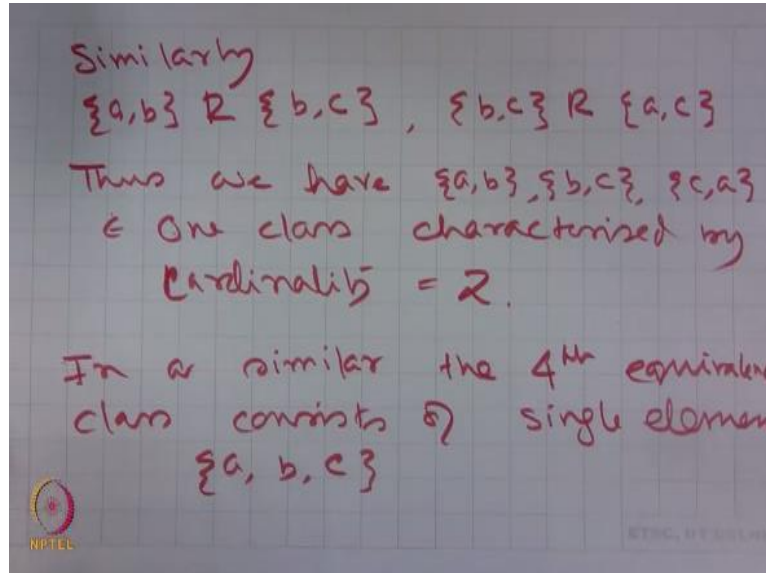 Similarly
{a,b} R {b,c} , {b,c} R {a,c}
Thus we have {a,b}, {b,c}, {c,a}
∈ One class characterised by
Cardinality = 2.
In a similar the 4th equivalen
class consists of single elemen
{a, b, c}
NPTEL